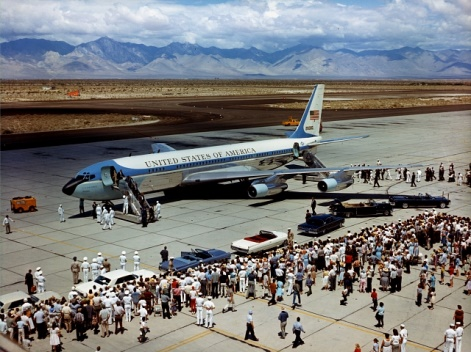 UNITED STATES OF AMERICA